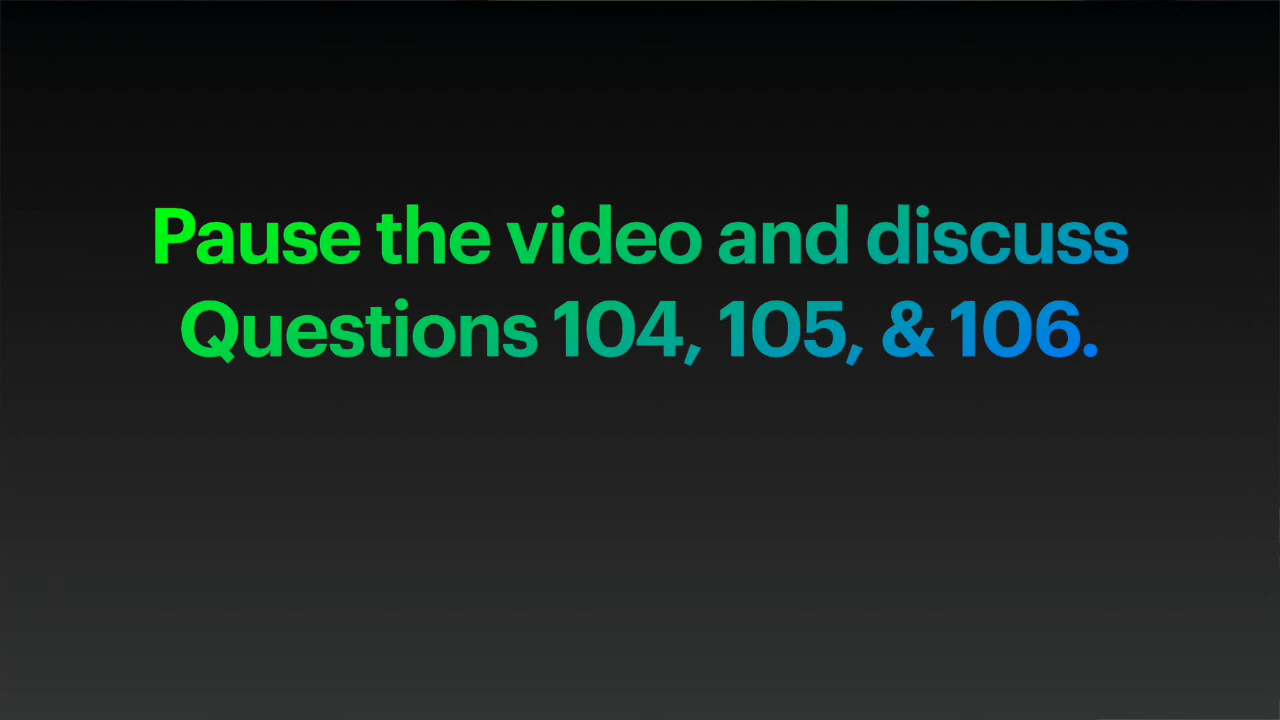 Pause the video and discuss
Questions 104, 105, & 106.